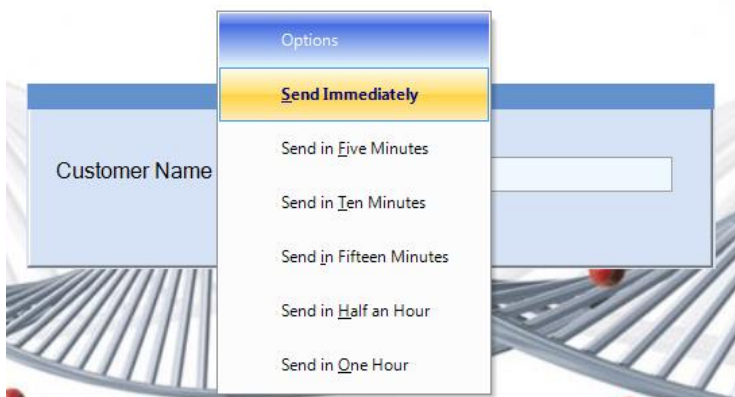 Options
Send Immediately
Customer Name
Send in Five Minutes
Send in Ten Minutes
Send in Fifteen Minutes
Send in Half an Hour
Send in One Hour